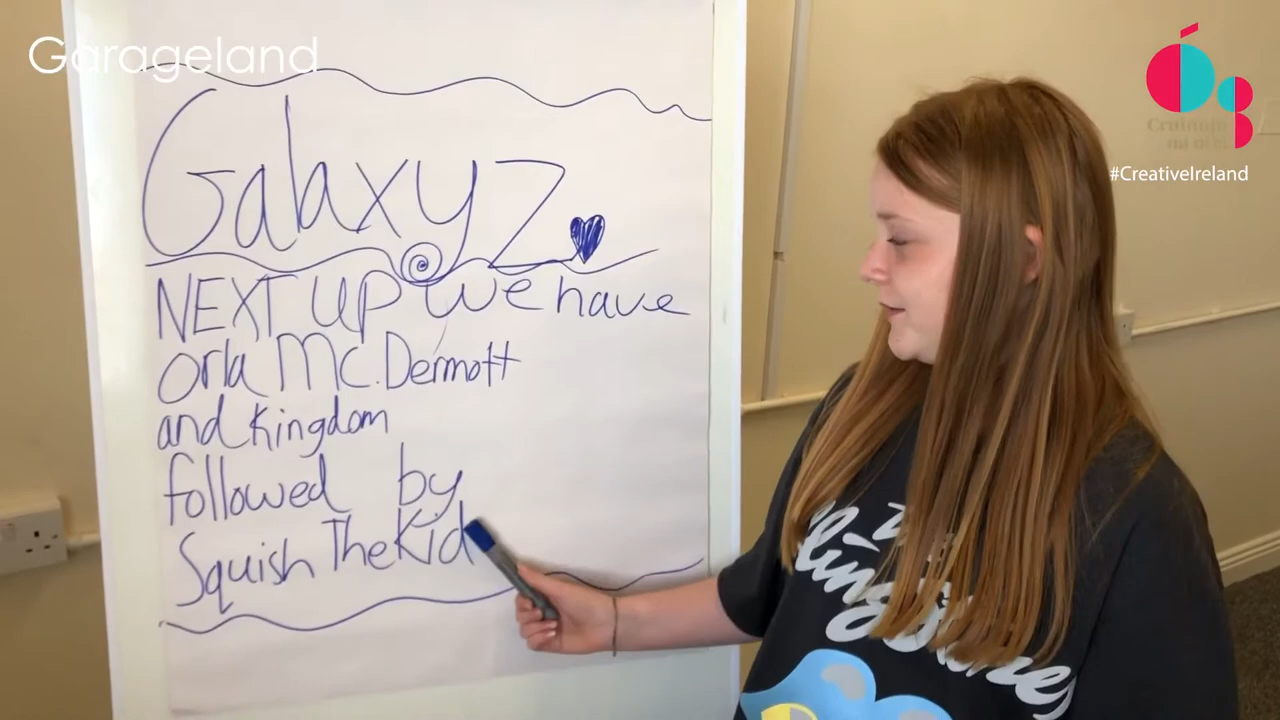 Garageland
GalaxyZ
NEXT UP we have
Orla Mc.Dermott
and Kingdom
followed by
Squish The Kid
#CreativeIreland